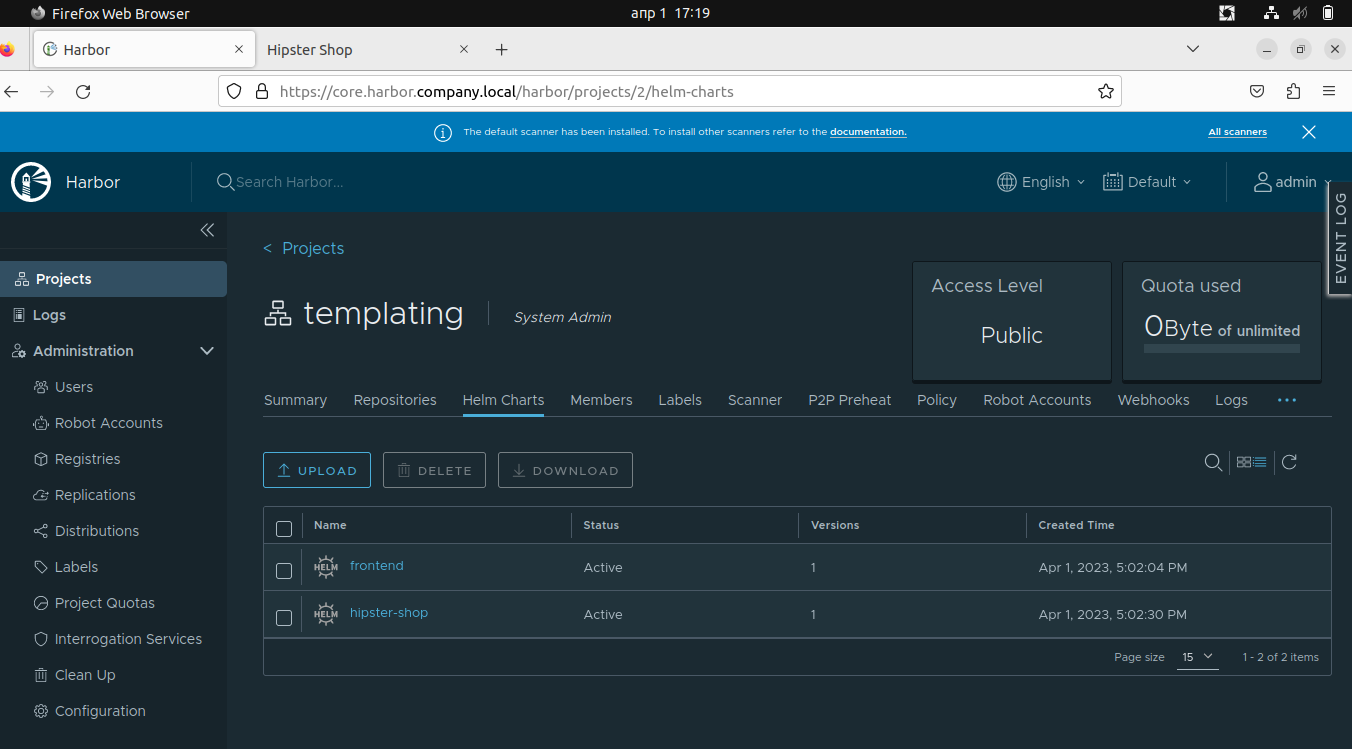 Firefox Web Browser
апр 1 17:19
Harbor
Hipster Shop
https://core.harbor.company.local/harbor/projects/2/helm-charts
The default scanner has been installed. To install other scanners refer to the documentation.
All scanners
Harbor
Search Harbor...
English
Default
admin
EVENT LOG
Projects
Logs
Administration
Users
Robot Accounts
Registries
Replications
Distributions
Labels
Project Quotas
Interrogation Services
Clean Up
Configuration
< Projects
templating
System Admin
Access Level
Public
Quota used
0Byte of unlimited
Summary Repositories Helm Charts Members Labels Scanner P2P Preheat Policy Robot Accounts Webhooks Logs
UPLOAD DELETE DOWNLOAD
Name Status Versions Created Time
HELM frontend Active 1 Apr 1, 2023, 5:02:04 PM
HELM hipster-shop Active 1 Apr 1, 2023, 5:02:30 PM
Page size 15 1 - 2 of 2 items